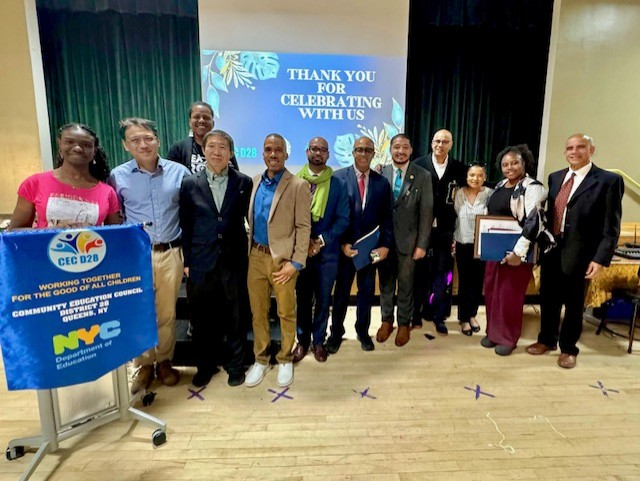 THANK YOU
FOR
CELEBRATING
WITH US
CEC D28
CEC D28
WORKING TOGETHER
FOR THE GOOD OF ALL CHILDREN
COMMUNITY EDUCATION COUNCIL
DISTRICT 28
QUEENS, NY
NYC
Department of
Education